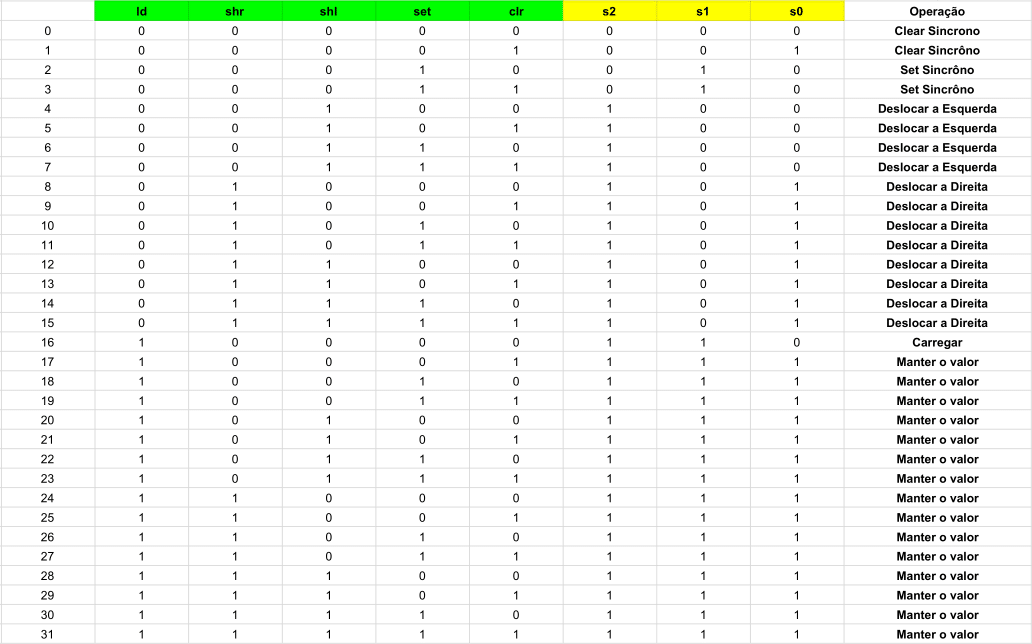 ld shr shl set clr s2 s1 s0 Operação
0 0 0 0 0 0 0 0 0 Clear Sincrono
1 0 0 0 0 1 0 0 1 Clear Sincrôno
2 0 0 0 1 0 0 1 0 Set Sincrôno
3 0 0 0 1 1 0 1 0 Set Sincrôno
4 0 0 1 0 0 1 0 0 Deslocar a Esquerda
5 0 0 1 0 1 1 0 0 Deslocar a Esquerda
6 0 0 1 1 0 1 0 0 Deslocar a Esquerda
7 0 0 1 1 1 1 0 0 Deslocar a Esquerda
8 0 1 0 0 0 1 0 1 Deslocar a Direita
9 0 1 0 0 1 1 0 1 Deslocar a Direita
10 0 1 0 1 0 1 0 1 Deslocar a Direita
11 0 1 0 1 1 1 0 1 Deslocar a Direita
12 0 1 1 0 0 1 0 1 Deslocar a Direita
13 0 1 1 0 1 1 0 1 Deslocar a Direita
14 0 1 1 1 0 1 0 1 Deslocar a Direita
15 0 1 1 1 1 1 0 1 Deslocar a Direita
16 1 0 0 0 0 1 1 0 Carregar
17 1 0 0 0 1 1 1 1 Manter o valor
18 1 0 0 1 0 1 1 1 Manter o valor
19 1 0 0 1 1 1 1 1 Manter o valor
20 1 0 1 0 0 1 1 1 Manter o valor
21 1 0 1 0 1 1 1 1 Manter o valor
22 1 0 1 1 0 1 1 1 Manter o valor
23 1 0 1 1 1 1 1 1 Manter o valor
24 1 1 0 0 0 1 1 1 Manter o valor
25 1 1 0 0 1 1 1 1 Manter o valor
26 1 1 0 1 0 1 1 1 Manter o valor
27 1 1 0 1 1 1 1 1 Manter o valor
28 1 1 1 0 0 1 1 1 Manter o valor
29 1 1 1 0 1 1 1 1 Manter o valor
30 1 1 1 1 0 1 1 1 Manter o valor
31 1 1 1 1 1 1 1 1 Manter o valor